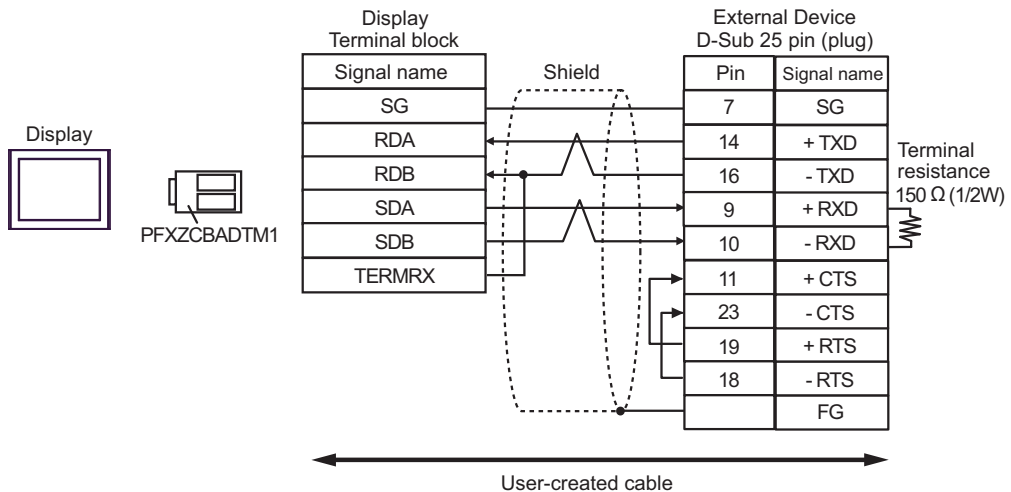 Display
Terminal block
External Device
D-Sub 25 pin (plug)
Signal name
Shield
Pin
Signal name
SG
7
SG
Display
RDA
14
+ TXD
Terminal
resistance
150 Ω (1/2W)
RDB
16
- TXD
SDA
9
+ RXD
PFXZCBADTM1
SDB
10
- RXD
TERMRX
11
+ CTS
23
- CTS
19
+ RTS
18
- RTS
FG
User-created cable